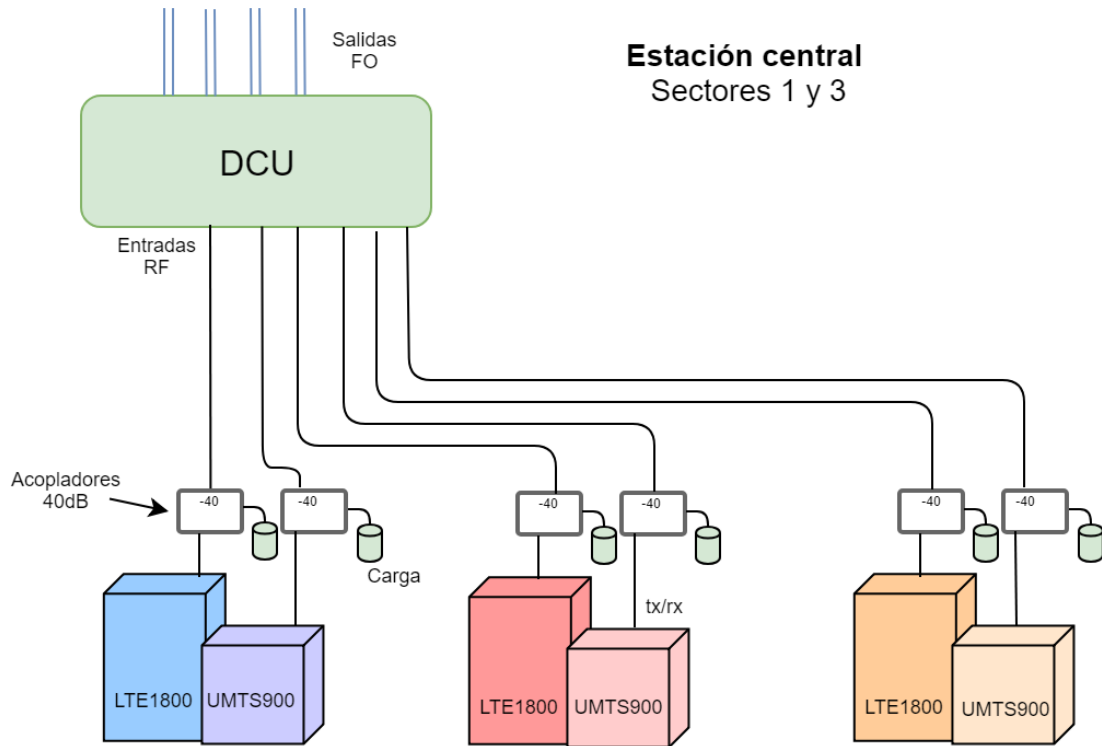 Salidas
FO
Estación central
Sectores 1 y 3
DCU
Entradas
RF
Acopladores
40dB
-40
-40
-40
-40
-40
-40
Carga
tx/rx
LTE1800
UMTS900
LTE1800
UMTS900
LTE1800
UMTS900